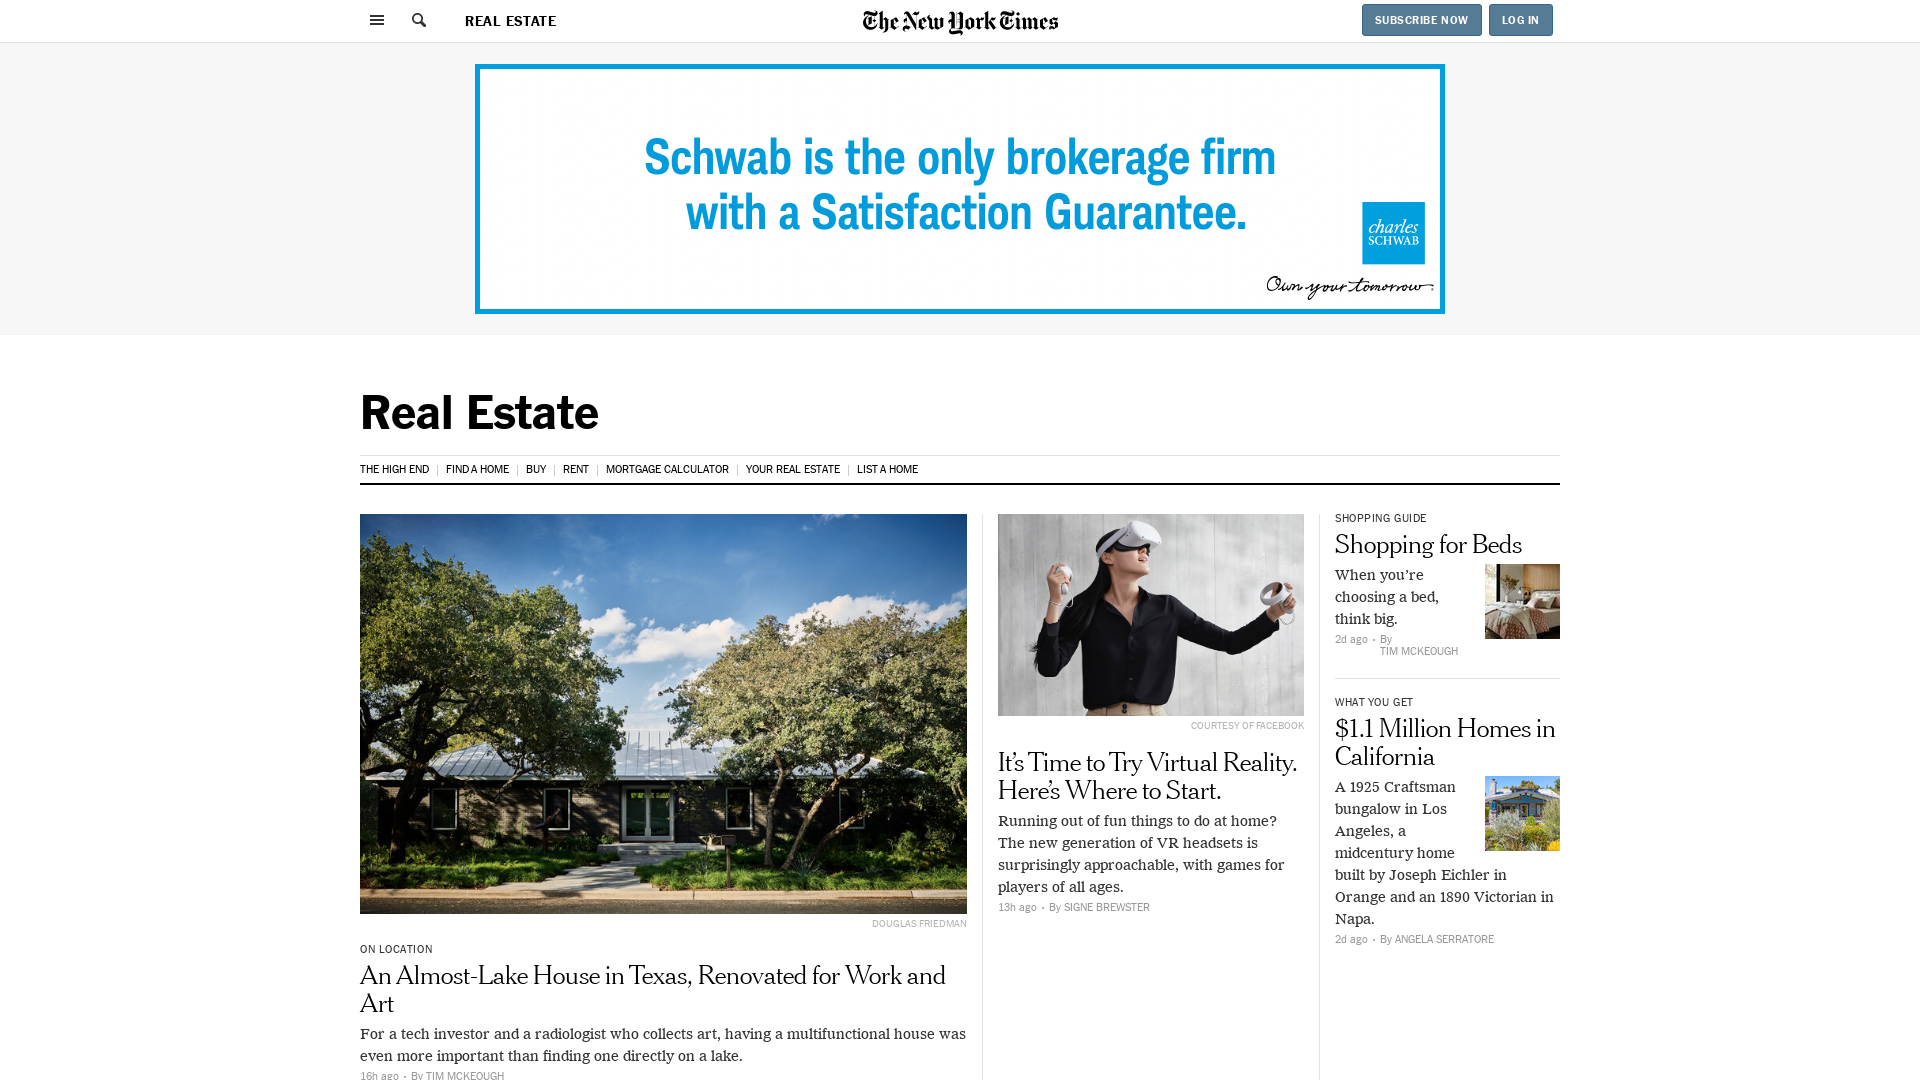 REAL ESTATE
The New York Times
SUBSCRIBE NOW
LOG IN
Schwab is the only brokerage firm
with a Satisfaction Guarantee.
charles
SCHWAB
Own your tomorrow.
Real Estate
THE HIGH END
FIND A HOME
BUY
RENT
MORTGAGE CALCULATOR
YOUR REAL ESTATE
LIST A HOME
DOUGLAS FRIEDMAN
ON LOCATION
An Almost-Lake House in Texas, Renovated for Work and
Art
For a tech investor and a radiologist who collects art, having a multifunctional house was
even more important than finding one directly on a lake.
16h ago • By TIM MCKEOUGH
COURTESY OF FACEBOOK
It’s Time to Try Virtual Reality.
Here’s Where to Start.
Running out of fun things to do at home?
The new generation of VR headsets is
surprisingly approachable, with games for
players of all ages.
13h ago • By SIGNE BREWSTER
SHOPPING GUIDE
Shopping for Beds
When you’re
choosing a bed,
think big.
2d ago • By
TIM MCKEOUGH
WHAT YOU GET
$1.1 Million Homes in
California
A 1925 Craftsman
bungalow in Los
Angeles, a
midcentury home
built by Joseph Eichler in
Orange and an 1890 Victorian in
Napa.
2d ago • By ANGELA SERRATORE